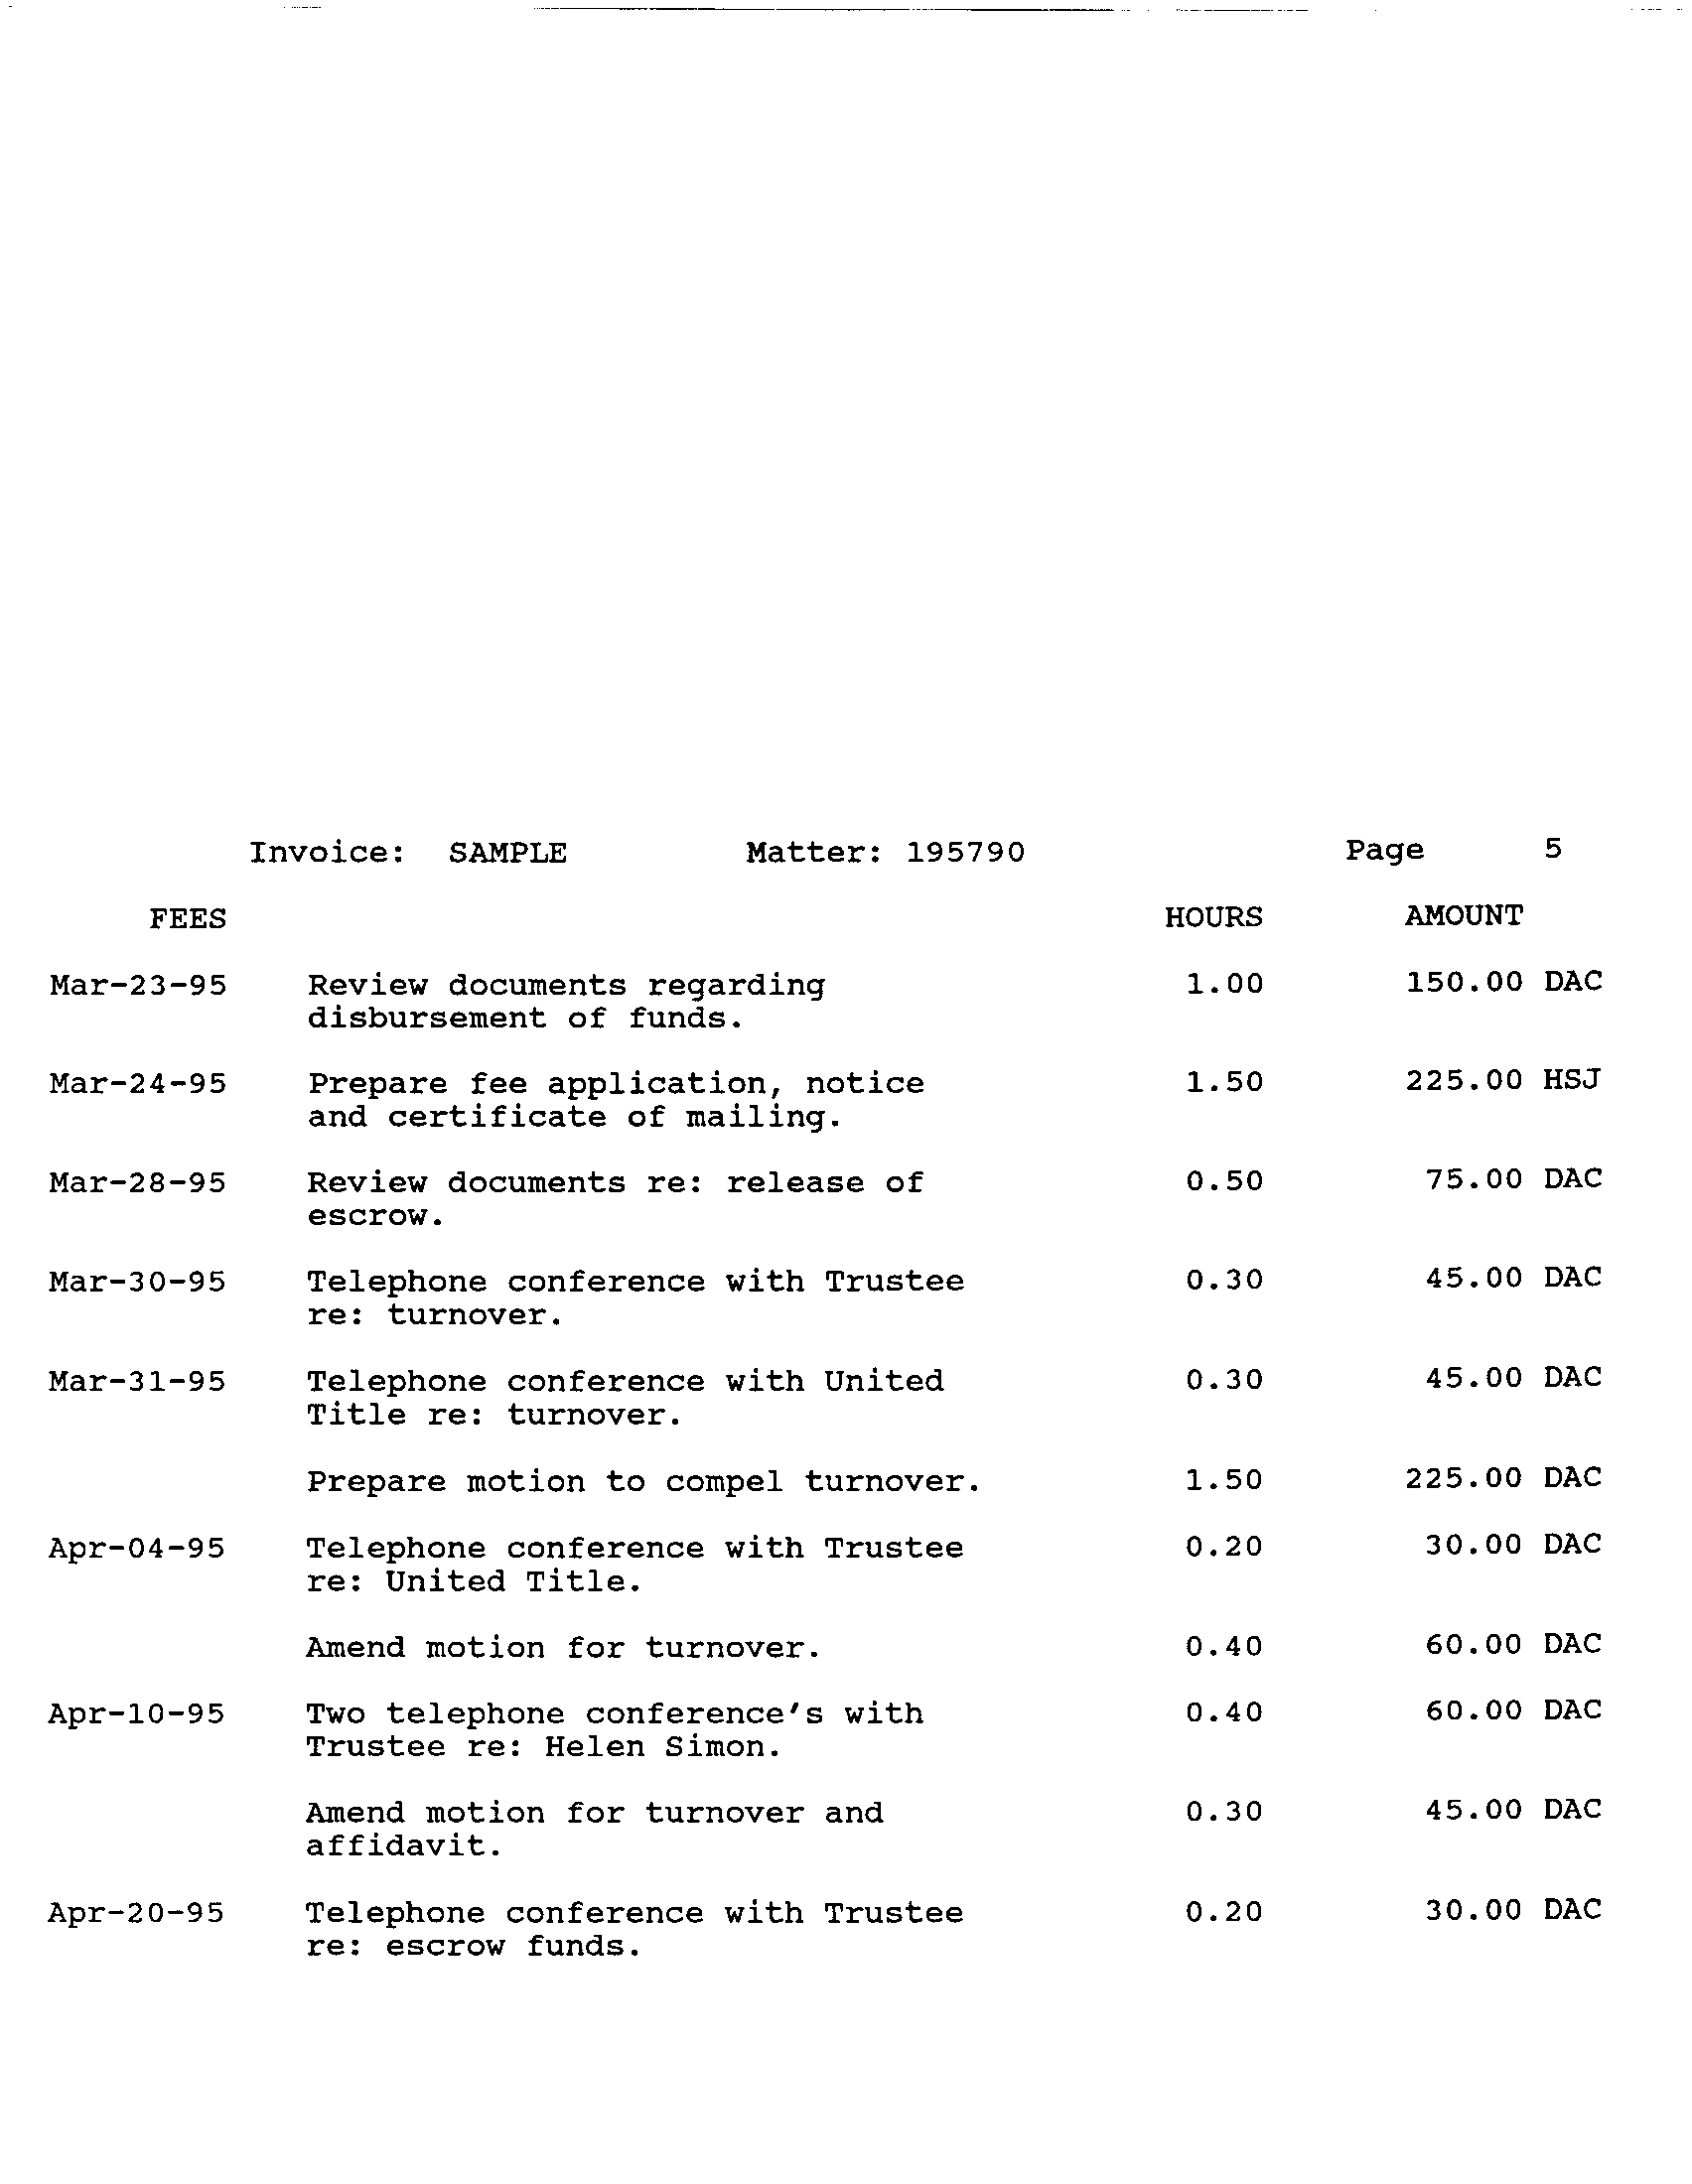 Invoice: SAMPLE Matter: 195790 Page 5
FEES HOURS AMOUNT
Mar-23-95 Review documents regarding 1.00 150.00 DAC
disbursement of funds.
Mar-24-95 Prepare fee application, notice 1.50 225.00 HSJ
and certificate of mailing.
Mar-28-95 Review documents re: release of 0.50 75.00 DAC
escrow.
Mar-30-95 Telephone conference with Trustee 0.30 45.00 DAC
re: turnover.
Mar-31-95 Telephone conference with United 0.30 45.00 DAC
Title re: turnover.
Prepare motion to compel turnover. 1.50 225.00 DAC
Apr-04-95 Telephone conference with Trustee 0.20 30.00 DAC
re: United Title.
Amend motion for turnover. 0.40 60.00 DAC
Apr-10-95 Two telephone conference's with 0.40 60.00 DAC
Trustee re: Helen Simon.
Amend motion for turnover and 0.30 45.00 DAC
affidavit.
Apr-20-95 Telephone conference with Trustee 0.20 30.00 DAC
re: escrow funds.